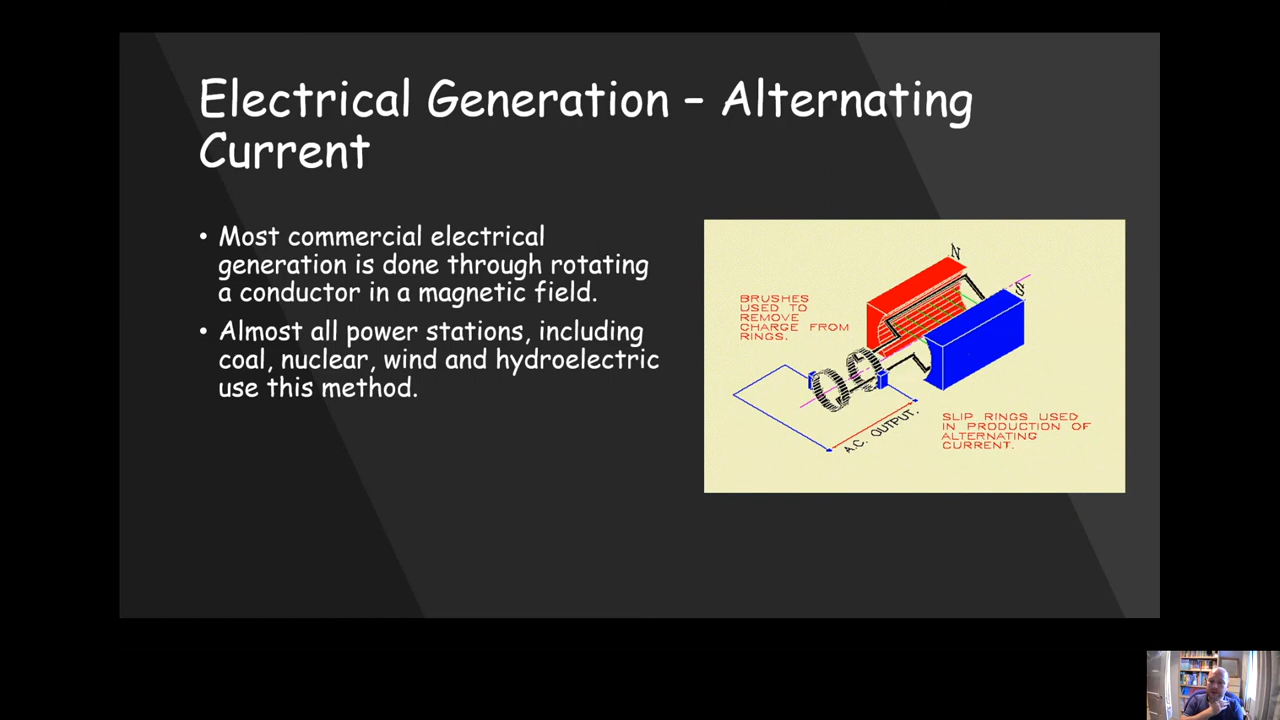 Electrical Generation – Alternating
Current
• Most commercial electrical
generation is done through rotating
a conductor in a magnetic field.
• Almost all power stations, including
coal, nuclear, wind and hydroelectric
use this method.
N
S
BRUSHES
USED TO
REMOVE
CHARGE FROM
RINGS.
A.C. OUTPUT.
SLIP RINGS USED
IN PRODUCTION OF
ALTERNATING
CURRENT.